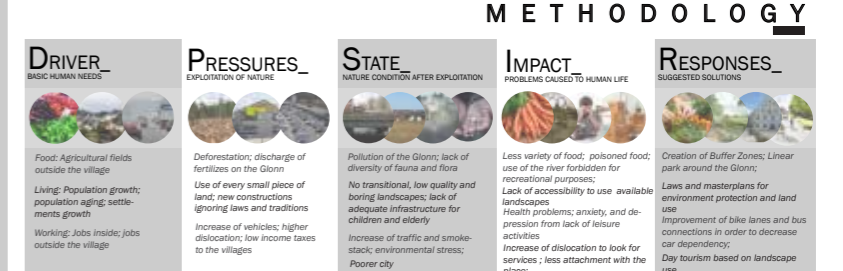 METHODOLOGY
DRIVER_
BASIC HUMAN NEEDS
Food: Agricultural fields
outside the village
Living: Population growth;
population aging; settle-
ments growth
Working: Jobs inside; jobs
outside the village
PRESSURES_
EXPLOITATION OF NATURE
Deforestation; discharge of
fertilizes on the Glonn
Use of every small piece of
land; new constructions
ignoring laws and traditions
Increase of vehicles; higher
dislocation; low income taxes
to the villages
STATE_
NATURE CONDITION AFTER EXPLOITATION
Pollution of the Glonn; lack of
diversity of fauna and flora
No transitional, low quality and
boring landscapes; lack of
adequate infrastructure for
children and elderly
Increase of traffic and smoke-
stack; environmental stress;
Poorer city
IMPACT_
PROBLEMS CAUSED TO HUMAN LIFE
Less variety of food; poisoned food;
use of the river forbidden for
recreational purposes;
Lack of accessibility to use available
landscapes
Health problems; anxiety, and de-
pression from lack of leisure
activities
Increase of dislocation to look for
services ; less attachment with the
place;
RESPONSES_
SUGGESTED SOLUTIONS
Creation of Buffer Zones; Linear
park around the Glonn;
Laws and masterplans for
environment protection and land
use
Improvement of bike lanes and bus
connections in order to decrease
car dependency;
Day tourism based on landscape
use